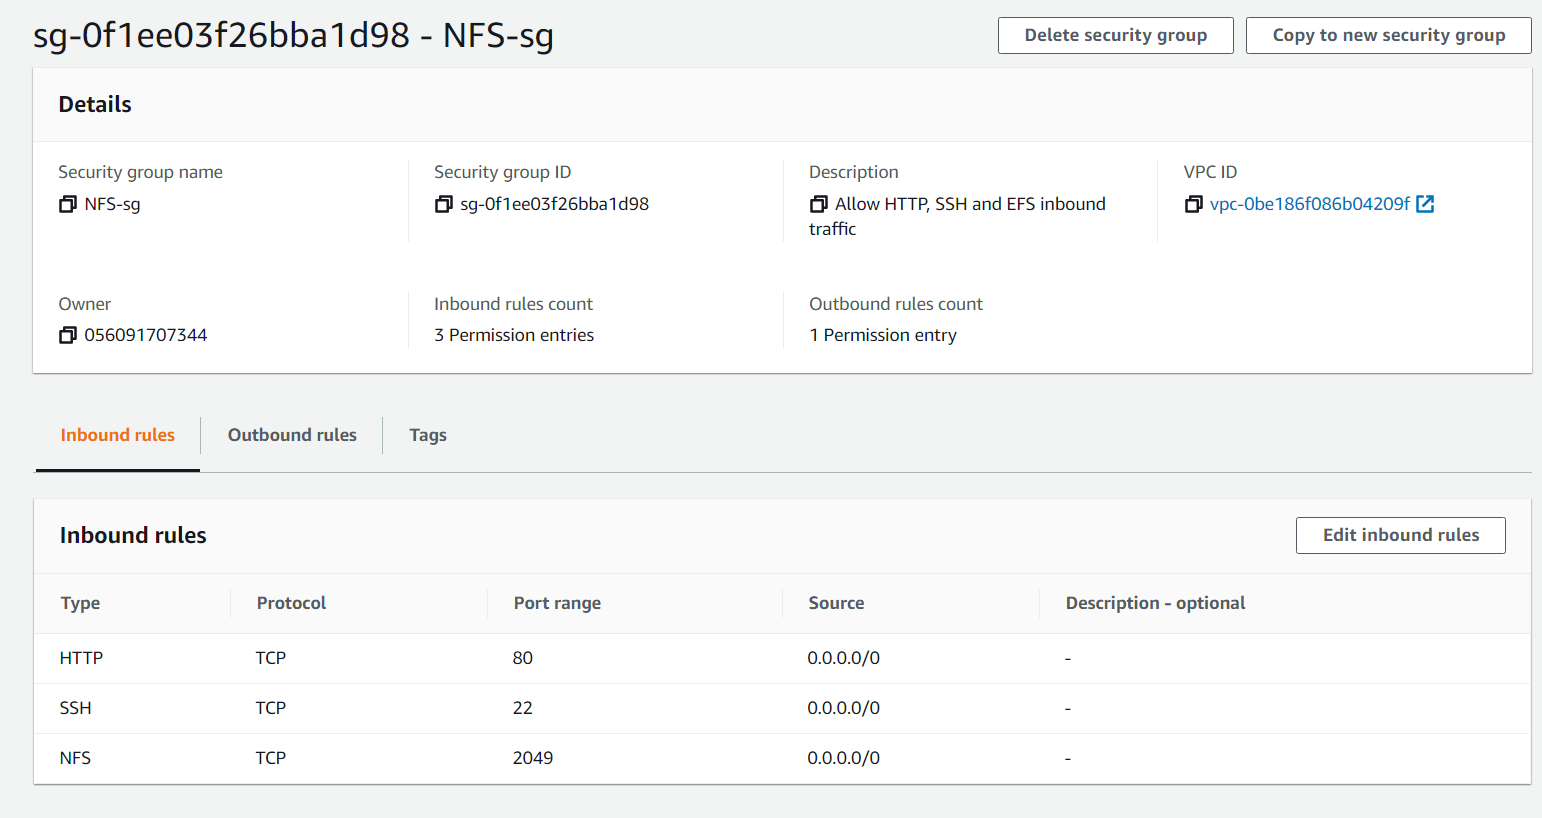 sg-0f1ee03f26bba1d98 - NFS-sg
Delete security group
Copy to new security group
Details
Security group name
NFS-sg
Security group ID
sg-0f1ee03f26bba1d98
Description
Allow HTTP, SSH and EFS inbound
traffic
VPC ID
vpc-0be186f086b04209f
Owner
056091707344
Inbound rules count
3 Permission entries
Outbound rules count
1 Permission entry
Inbound rules
Outbound rules
Tags
Inbound rules
Edit inbound rules
Type Protocol Port range Source Description - optional
HTTP TCP 80 0.0.0.0/0 -
SSH TCP 22 0.0.0.0/0 -
NFS TCP 2049 0.0.0.0/0 -